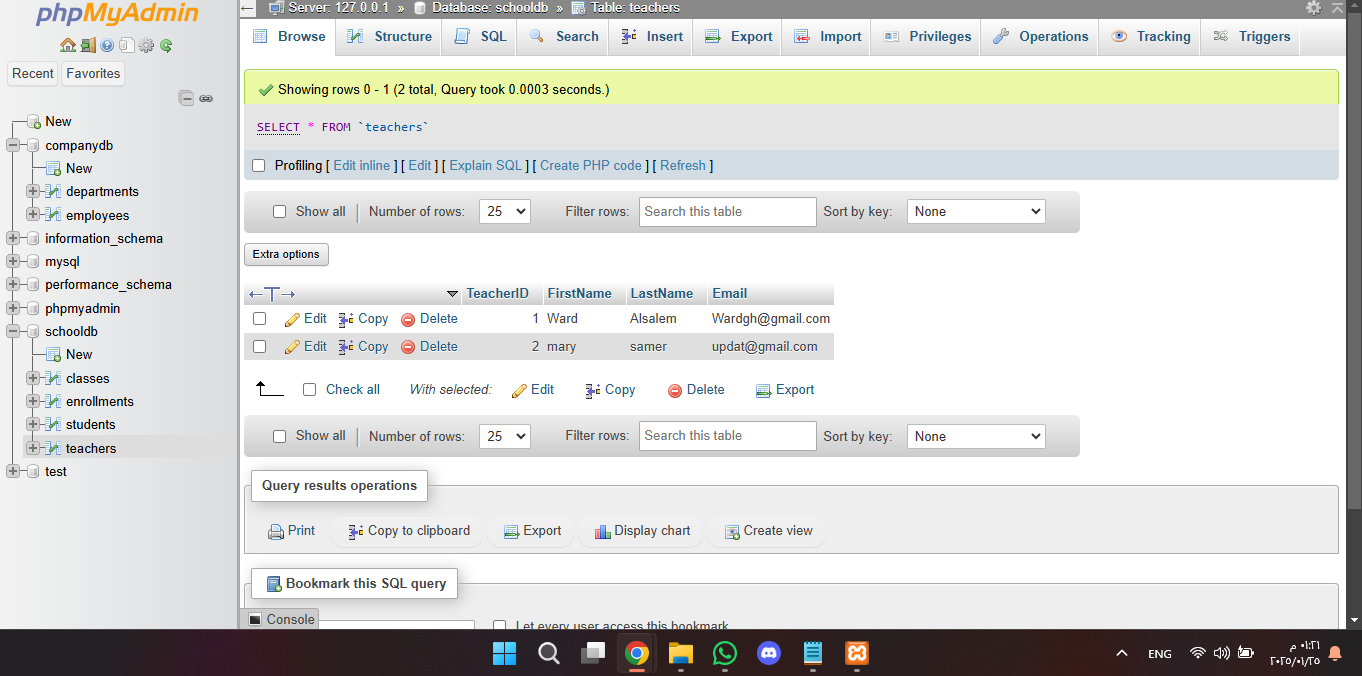 phpMyAdmin
Recent Favorites
New
companydb
New
departments
employees
information_schema
mysql
performance_schema
phpmyadmin
schooldb
New
classes
enrollments
students
teachers
test
Server: 127.0.0.1 » Database: schooldb » Table: teachers
Browse Structure SQL Search Insert Export Import Privileges Operations Tracking Triggers
Showing rows 0 - 1 (2 total, Query took 0.0003 seconds.)
SELECT * FROM `teachers`
Profiling [ Edit inline ] [ Edit ] [ Explain SQL ] [ Create PHP code ] [ Refresh ]
Show all Number of rows: 25 Filter rows: Search this table Sort by key: None
Extra options
TeacherID FirstName LastName Email
Edit Copy Delete 1 Ward Alsalem Wardgh@gmail.com
Edit Copy Delete 2 mary samer updat@gmail.com
Check all With selected: Edit Copy Delete Export
Show all Number of rows: 25 Filter rows: Search this table Sort by key: None
Query results operations
Print Copy to clipboard Export Display chart Create view
Bookmark this SQL query
Console
Let every user access this bookmark
ENG
٠١:٢١ م
٢٠٢٥/٠١/٢٥